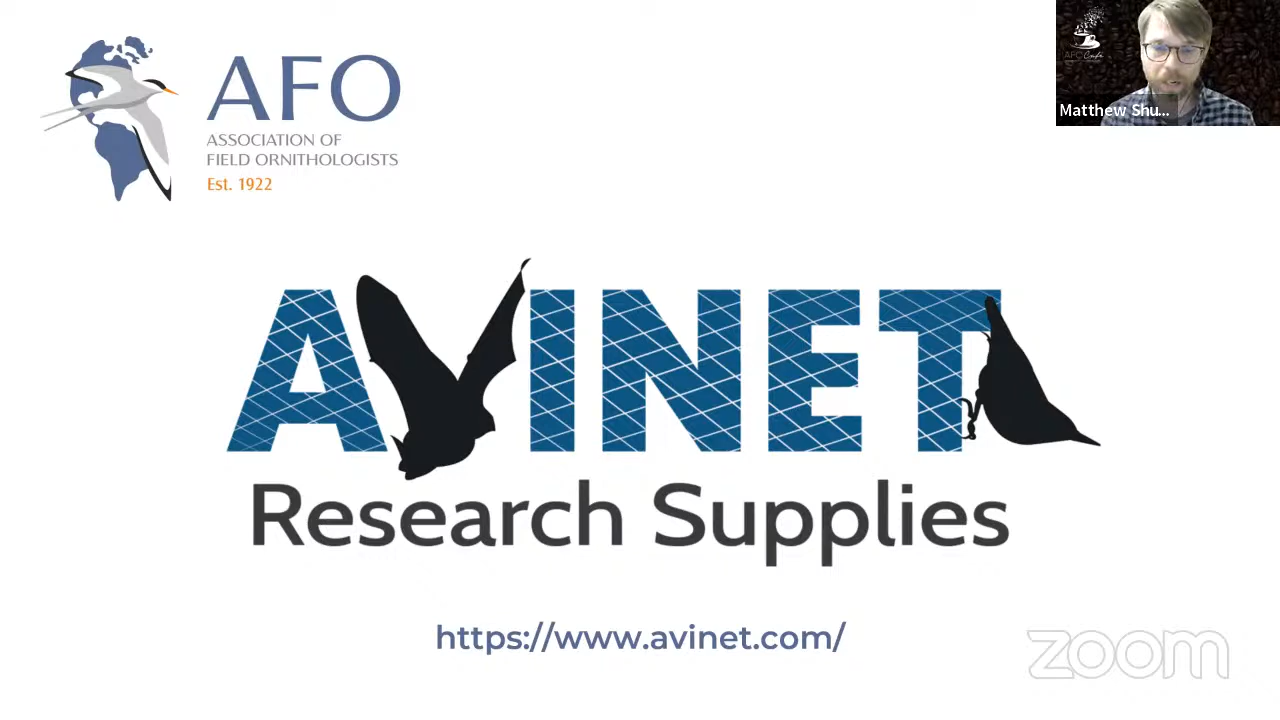 AFO
ASSOCIATION OF
FIELD ORNITHOLOGISTS
Est. 1922
Matthew Shu...
AVINET
Research Supplies
https://www.avinet.com/
zoom